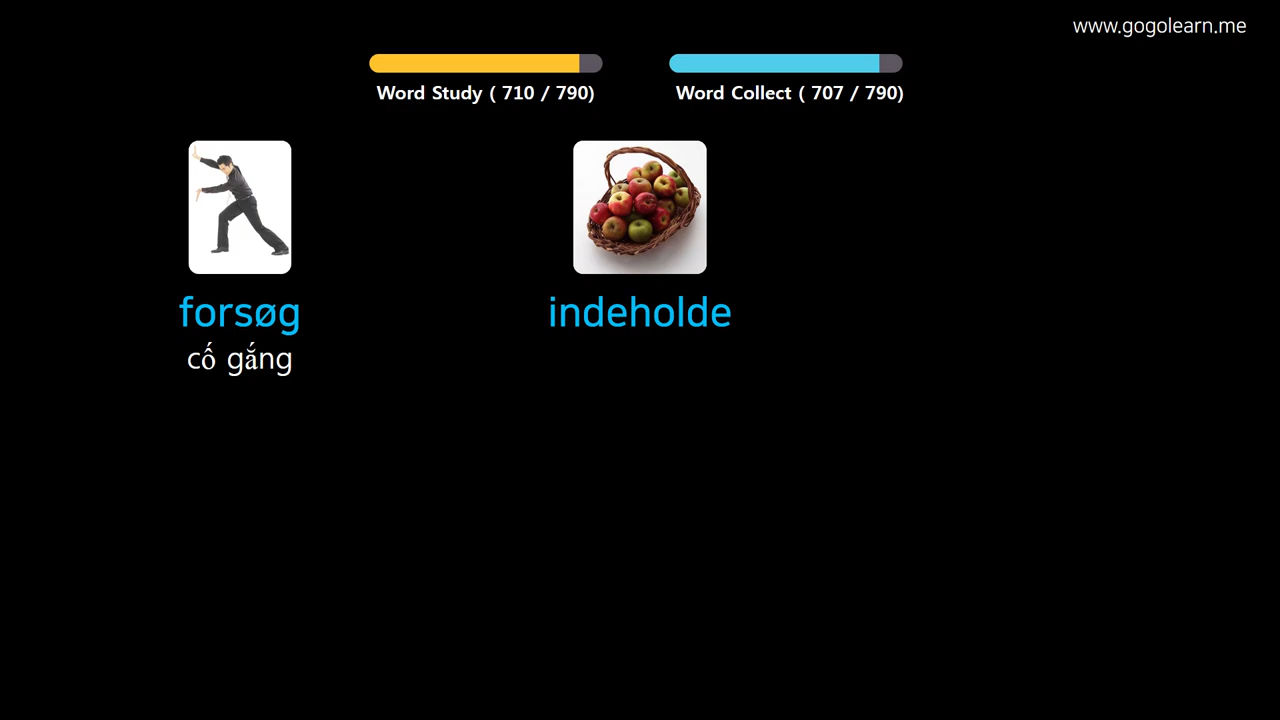 www.gogolearn.me
Word Study ( 710 / 790)
Word Collect ( 707 / 790)
forsøg
indeholde
cố gắng